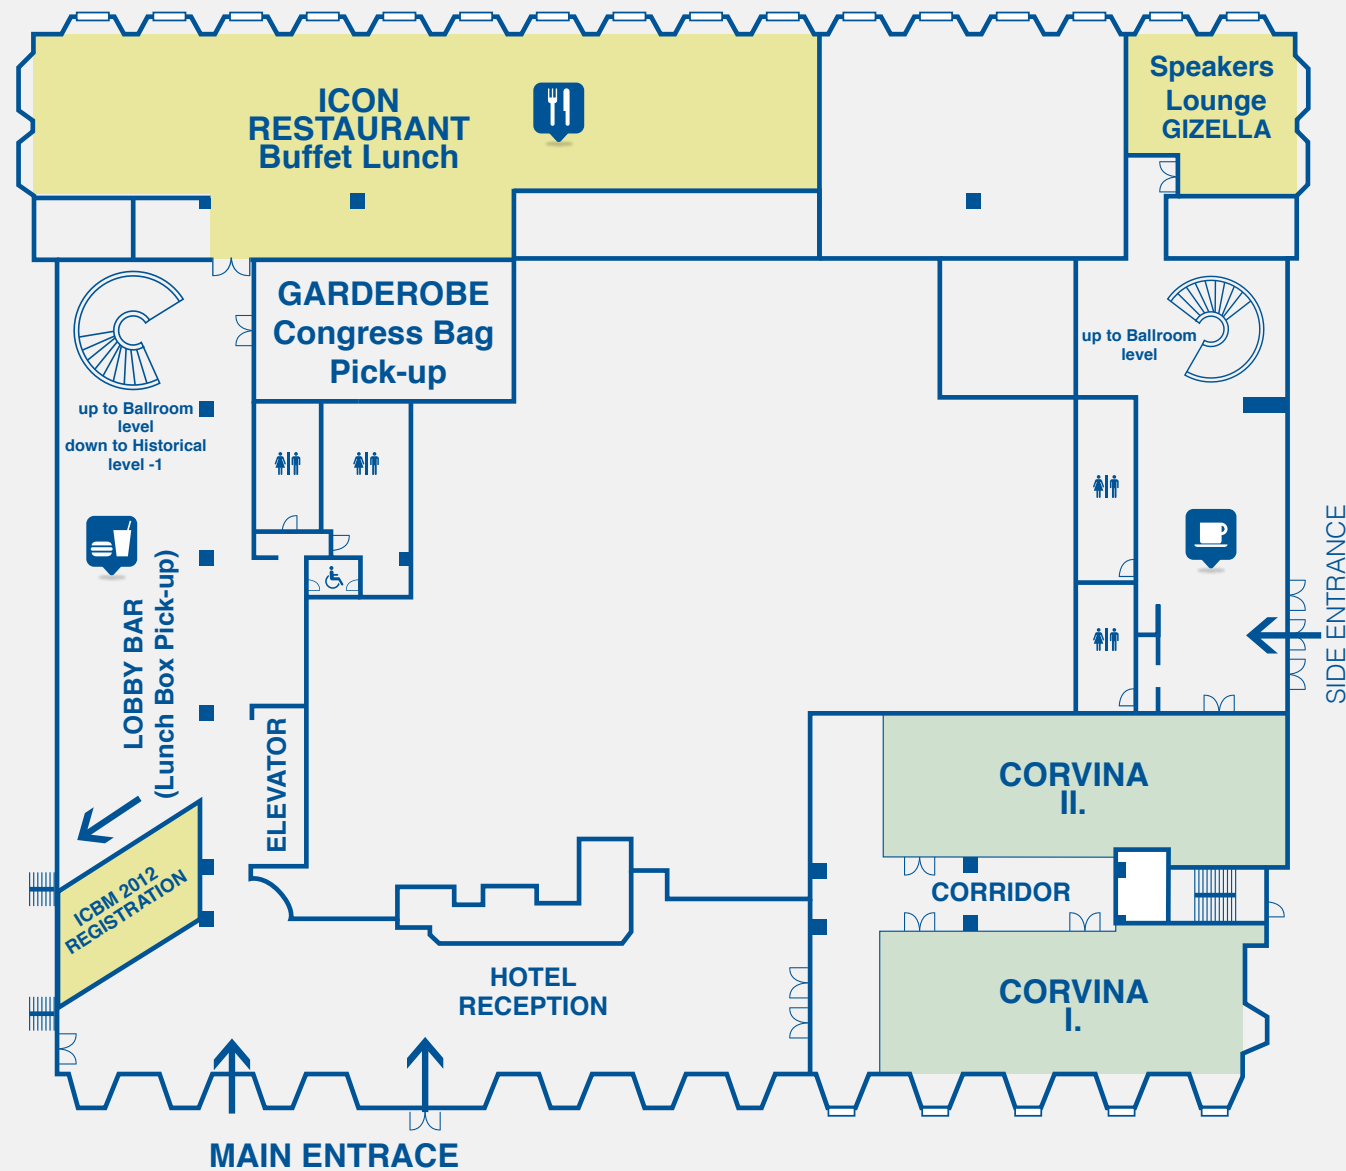 ICON
RESTAURANT
Buffet Lunch
Speakers
Lounge
GIZELLA
GARDEROBE
Congress Bag
Pick-up
up to Ballroom
level
up to Ballroom
level
down to Historical
level -1
LOBBY BAR
(Lunch Box Pick-up)
SIDE ENTRANCE
ELEVATOR
CORVINA
II.
ICBM 2012
REGISTRATION
CORRIDOR
HOTEL
RECEPTION
CORVINA
I.
MAIN ENTRACE